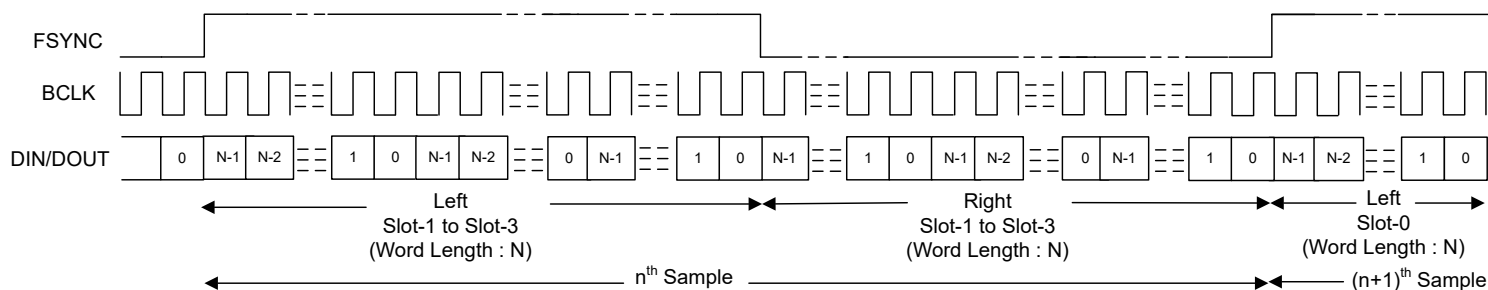 FSYNC
BCLK
DIN/DOUT
0 N-1 N-2 1 0 N-1 N-2 0 N-1 1 0 N-1 1 0 N-1 N-2 0 N-1 1 0 N-1 N-2 1 0
Left
Slot-1 to Slot-3
(Word Length : N)
Right
Slot-1 to Slot-3
(Word Length : N)
Left
Slot-0
(Word Length : N)
nth Sample
(n+1)th Sample